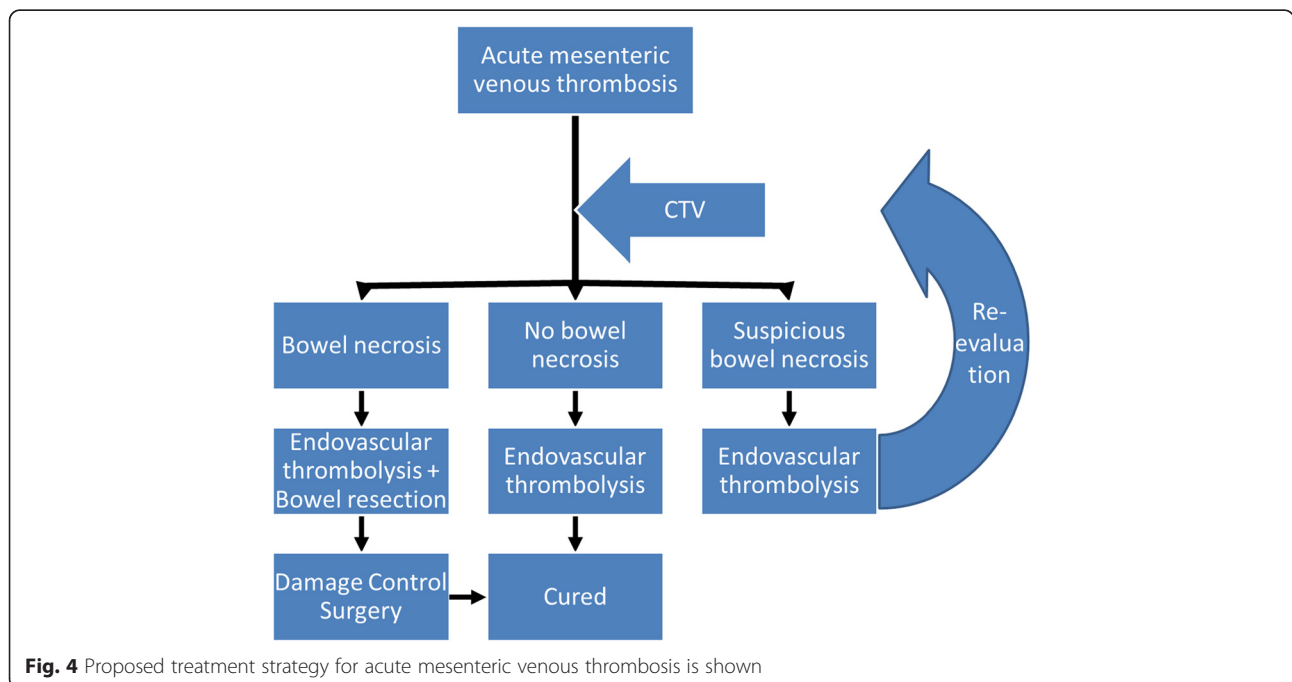 Acute mesenteric
venous thrombosis
CTV
Bowel necrosis
No bowel
necrosis
Suspicious
bowel necrosis
Re-
evalua
tion
Endovascular
thrombolysis +
Bowel resection
Endovascular
thrombolysis
Endovascular
thrombolysis
Damage Control
Surgery
Cured
Fig. 4 Proposed treatment strategy for acute mesenteric venous thrombosis is shown